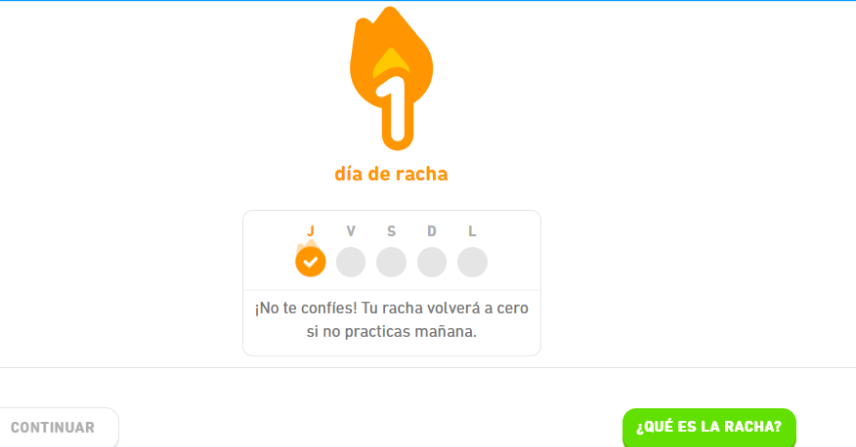 1
día de racha
J V S D L
¡No te confíes! Tu racha volverá a cero
si no practicas mañana.
CONTINUAR
¿QUÉ ES LA RACHA?